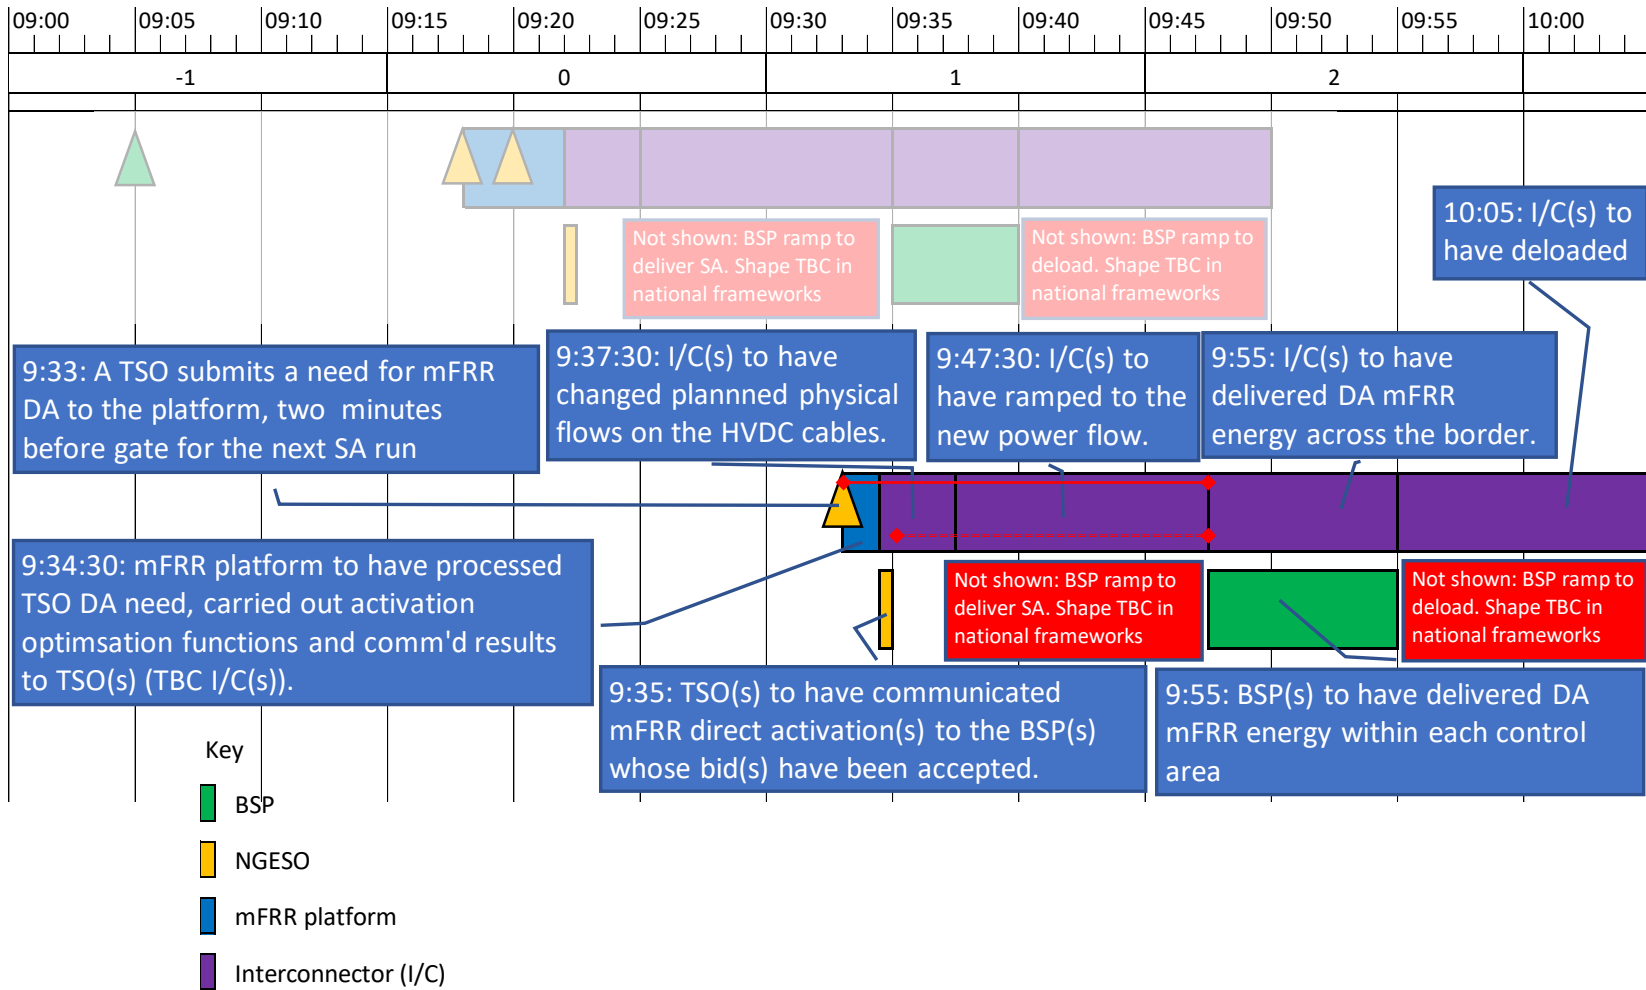 09:00 09:05 09:10 09:15 09:20 09:25 09:30 09:35 09:40 09:45 09:50 09:55 10:00
-1 0 1 2
Not shown: BSP ramp to
deliver SA. Shape TBC in
national frameworks
Not shown: BSP ramp to
deload. Shape TBC in
national frameworks
10:05: I/C(s) to
have deloaded
9:33: A TSO submits a need for mFRR
DA to the platform, two minutes
before gate for the next SA run
9:37:30: I/C(s) to have
changed plannned physical
flows on the HVDC cables.
9:47:30: I/C(s) to
have ramped to the
new power flow.
9:55: I/C(s) to have
delivered DA mFRR
energy across the border.
9:34:30: mFRR platform to have processed
TSO DA need, carried out activation
optimsation functions and comm'd results
to TSO(s) (TBC I/C(s)).
Not shown: BSP ramp to
deliver SA. Shape TBC in
national frameworks
Not shown: BSP ramp to
deload. Shape TBC in
national frameworks
9:35: TSO(s) to have communicated
mFRR direct activation(s) to the BSP(s)
whose bid(s) have been accepted.
9:55: BSP(s) to have delivered DA
mFRR energy within each control
area
Key
BSP
NGESO
mFRR platform
Interconnector (I/C)